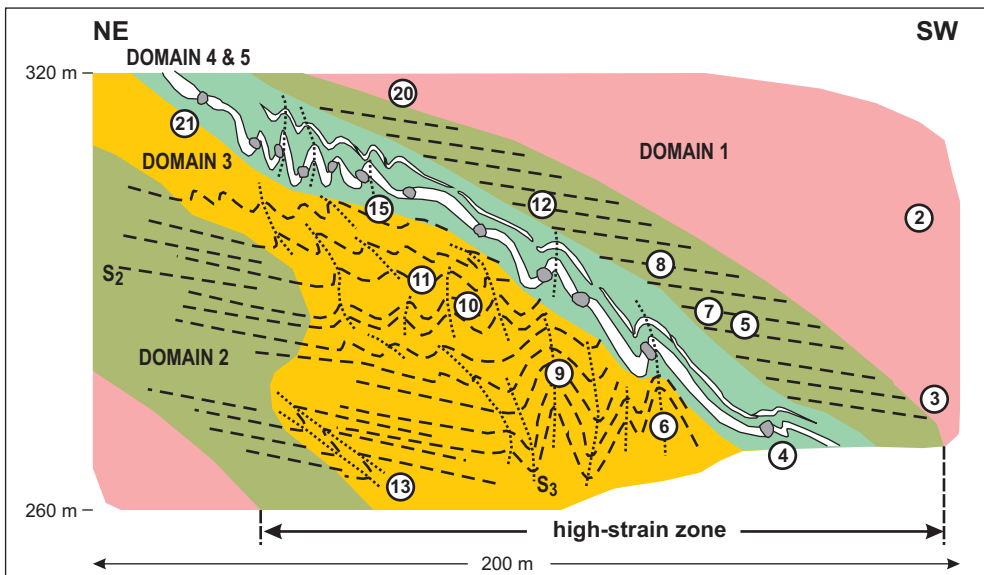 NE
SW
DOMAIN 4 & 5
320 m
20
21
DOMAIN 1
DOMAIN 3
2
12
15
8
S2
11
7
10
5
DOMAIN 2
9
3
6
4
S3
13
260 m
high-strain zone
200 m